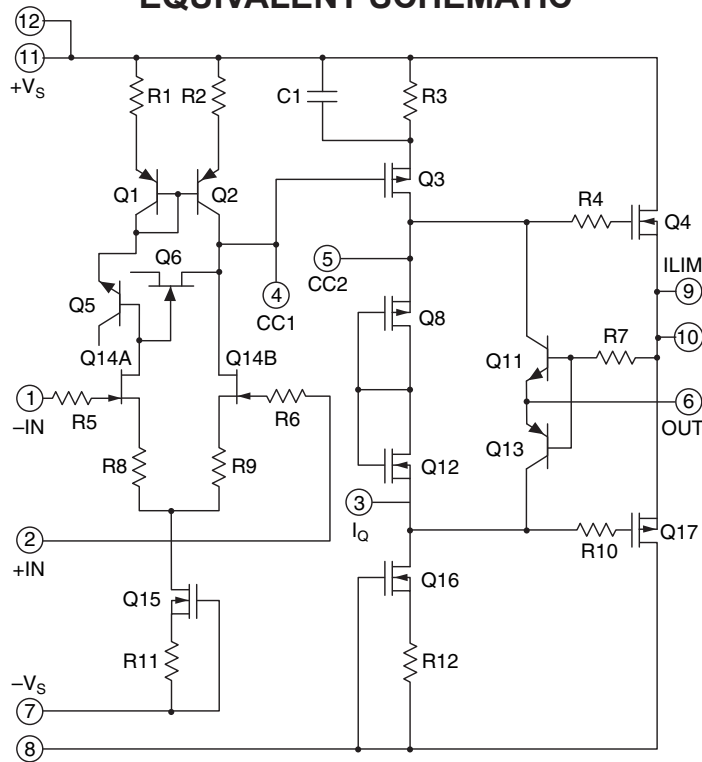 EQUIVALENT SCHEMATIC
12
11
+VS
R1
R2
C1
R3
Q1
Q2
Q3
R4
Q4
Q6
4
CC1
5
CC2
ILIM
9
Q5
Q8
10
Q14A
Q14B
Q11
R7
1
–IN
R5
R6
6
OUT
R8
R9
Q12
Q13
3
IQ
2
+IN
R10
Q17
Q15
Q16
R11
R12
–VS
7
8